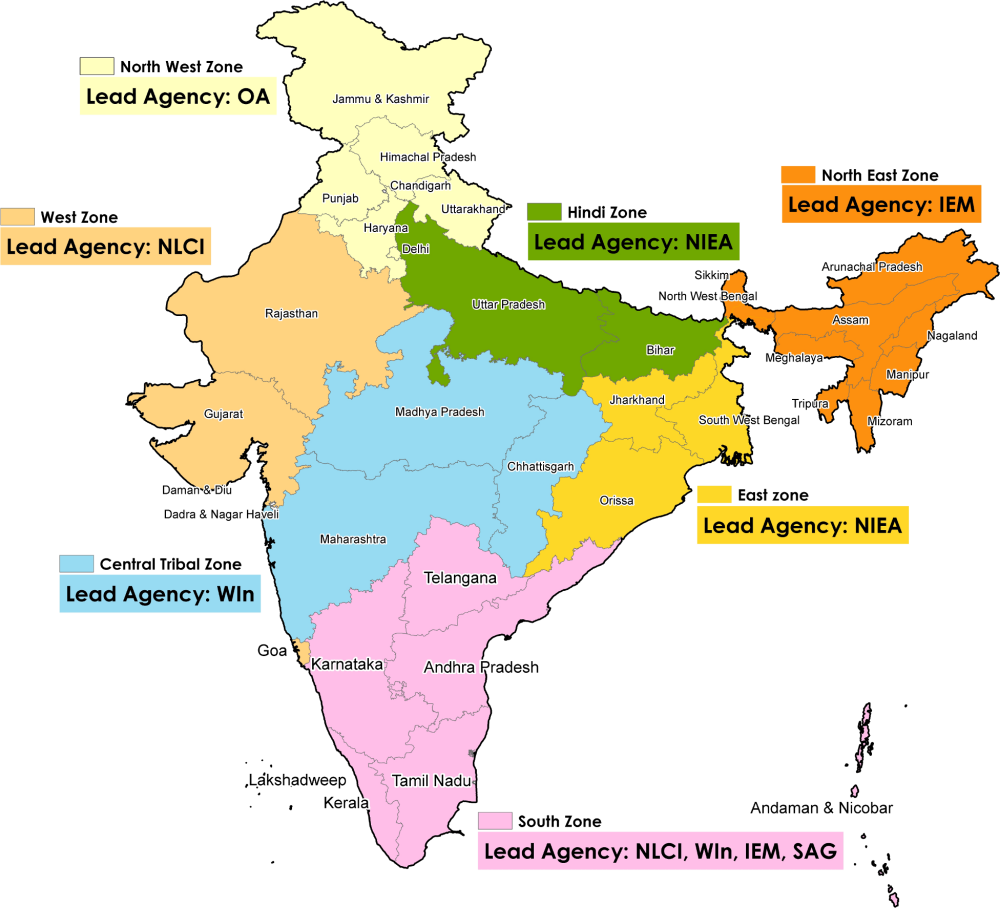 North West Zone
Lead Agency: OA
Jammu & Kashmir
Himachal Pradesh
Chandigarh
Punjab
Uttarakhand
Haryana
Delhi
West Zone
Lead Agency: NLCI
Hindi Zone
Lead Agency: NIEA
North East Zone
Lead Agency: IEM
Sikkim
Arunachal Pradesh
North West Bengal
Assam
Nagaland
Meghalaya
Manipur
Tripura
Mizoram
Rajasthan
Uttar Pradesh
Bihar
Gujarat
Madhya Pradesh
Jharkhand
South West Bengal
Chhattisgarh
Daman & Diu
Dadra & Nagar Haveli
Orissa
East zone
Lead Agency: NIEA
Maharashtra
Central Tribal Zone
Lead Agency: WIn
Telangana
Goa
Karnataka
Andhra Pradesh
Lakshadweep
Tamil Nadu
Kerala
Andaman & Nicobar
South Zone
Lead Agency: NLCI, WIn, IEM, SAG